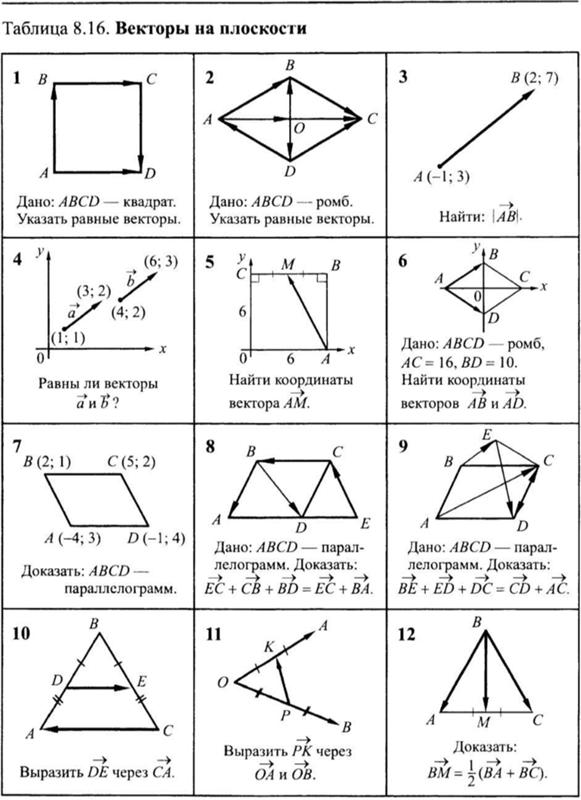 Таблица 8.16. Векторы на плоскости
1
B
C
A
D
Дано: ABCD — квадрат.
Указать равные векторы.
2
B
A
O
C
D
Дано: ABCD — ромб.
Указать равные векторы.
3
B (2; 7)
A (−1; 3)
Найти: |AB|.
4
y
(6; 3)
(3; 2)
b
a
(4; 2)
(1; 1)
0
x
Равны ли векторы
a и b ?
5
y
C
M
B
6
0
6
A
x
Найти координаты
вектора AM.
6
y
B
A
C
0
x
D
Дано: ABCD — ромб,
AC = 16, BD = 10.
Найти координаты
векторов AB и AD.
7
B (2; 1)
C (5; 2)
A (−4; 3)
D (−1; 4)
Доказать: ABCD —
параллелограмм.
8
B
C
A
D
E
Дано: ABCD — парал-
лелограмм. Доказать:
EC + CB + BD = EC + BA.
9
E
B
C
A
D
Дано: ABCD — парал-
лелограмм. Доказать:
BE + ED + DC = CD + AC.
10
B
D
E
A
C
Выразить DE через CA.
11
A
K
O
P
B
Выразить PK через
OA и OB.
12
B
A
M
C
Доказать:
BM = 1/2 (BA + BC).